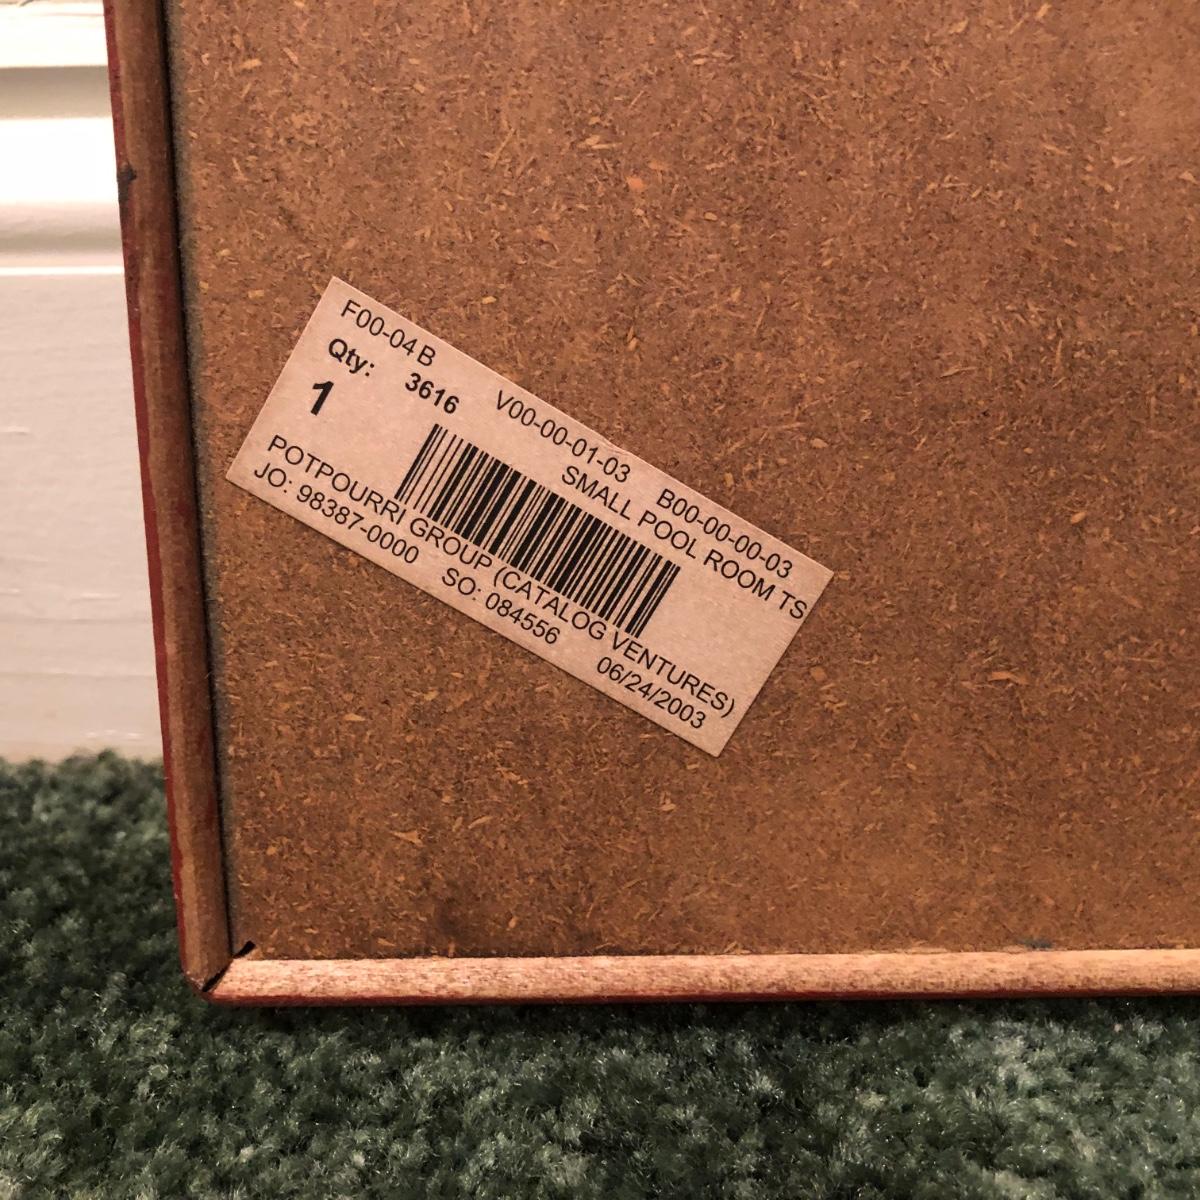 F00-04 B V00-00-01-03 B00-00-00-03
Qty: 3616 SMALL POOL ROOM TS
1
POTPOURRI GROUP (CATALOG VENTURES)
JO: 98387-0000 SO: 084556 06/24/2003